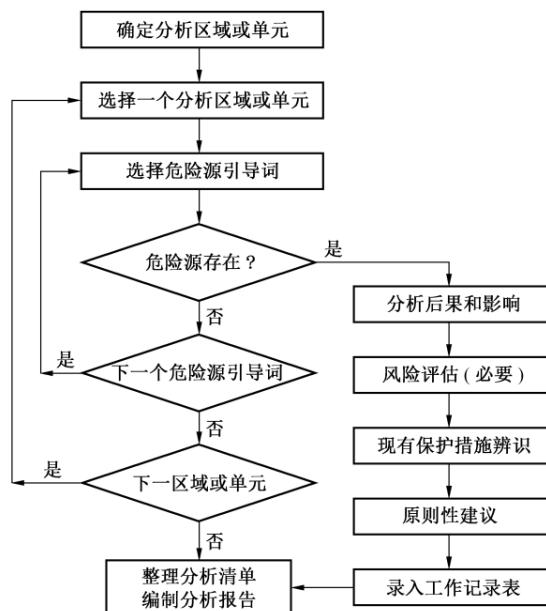 确定分析区域或单元
选择一个分析区域或单元
选择危险源引导词
危险源存在?
是
否
分析后果和影响
下一个危险源引导词
是
否
风险评估(必要)
现有保护措施辨识
下一区域或单元
是
否
原则性建议
录入工作记录表
整理分析清单
编制分析报告